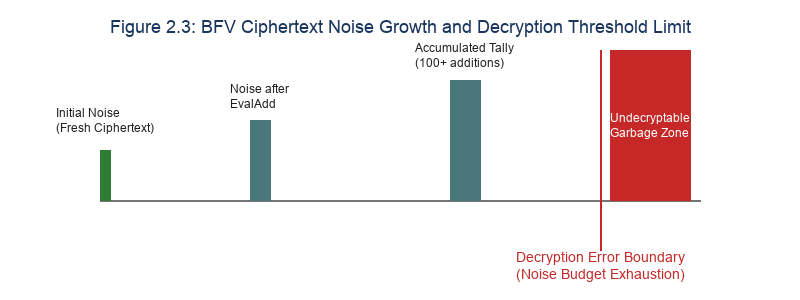 Figure 2.3: BFV Ciphertext Noise Growth and Decryption Threshold Limit
Accumulated Tally
(100+ additions)
Noise after
EvalAdd
Initial Noise
(Fresh Ciphertext)
Undecryptable
Garbage Zone
Decryption Error Boundary
(Noise Budget Exhaustion)